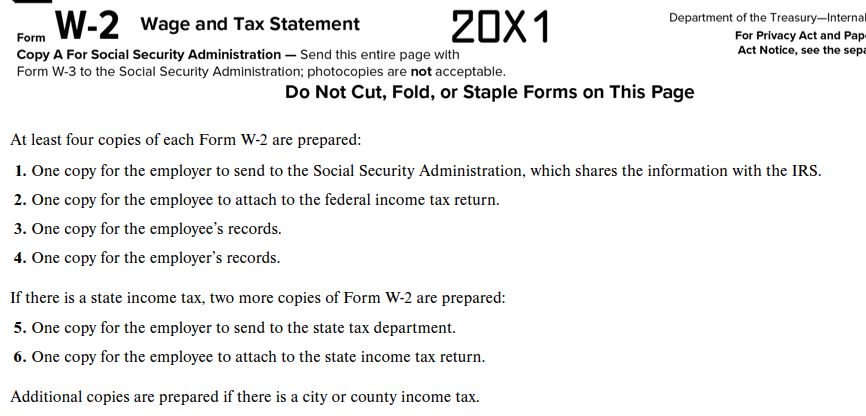 Form W-2 Wage and Tax Statement 20X1 Department of the Treasury—Internal
Copy A For Social Security Administration — Send this entire page with For Privacy Act and
Form W-3 to the Social Security Administration; photocopies are not acceptable. Act Notice, see the
Do Not Cut, Fold, or Staple Forms on This Page
At least four copies of each Form W-2 are prepared:
1. One copy for the employer to send to the Social Security Administration, which shares the information with the IRS.
2. One copy for the employee to attach to the federal income tax return.
3. One copy for the employee’s records.
4. One copy for the employer’s records.
If there is a state income tax, two more copies of Form W-2 are prepared:
5. One copy for the employer to send to the state tax department.
6. One copy for the employee to attach to the state income tax return.
Additional copies are prepared if there is a city or county income tax.